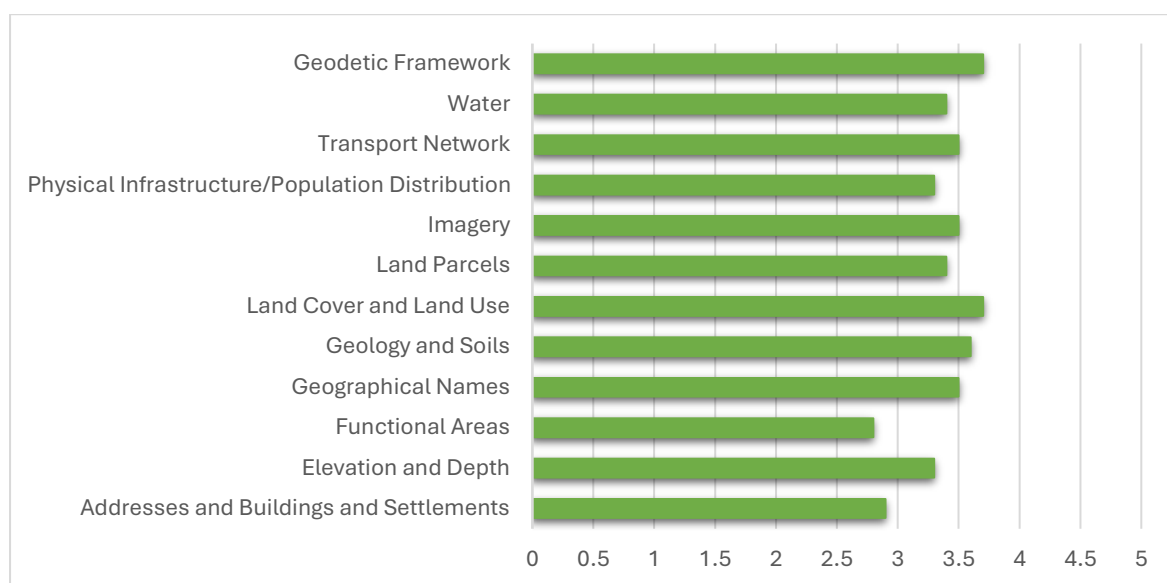 Geodetic Framework
Water
Transport Network
Physical Infrastructure/Population Distribution
Imagery
Land Parcels
Land Cover and Land Use
Geology and Soils
Geographical Names
Functional Areas
Elevation and Depth
Addresses and Buildings and Settlements
0 0.5 1 1.5 2 2.5 3 3.5 4 4.5 5